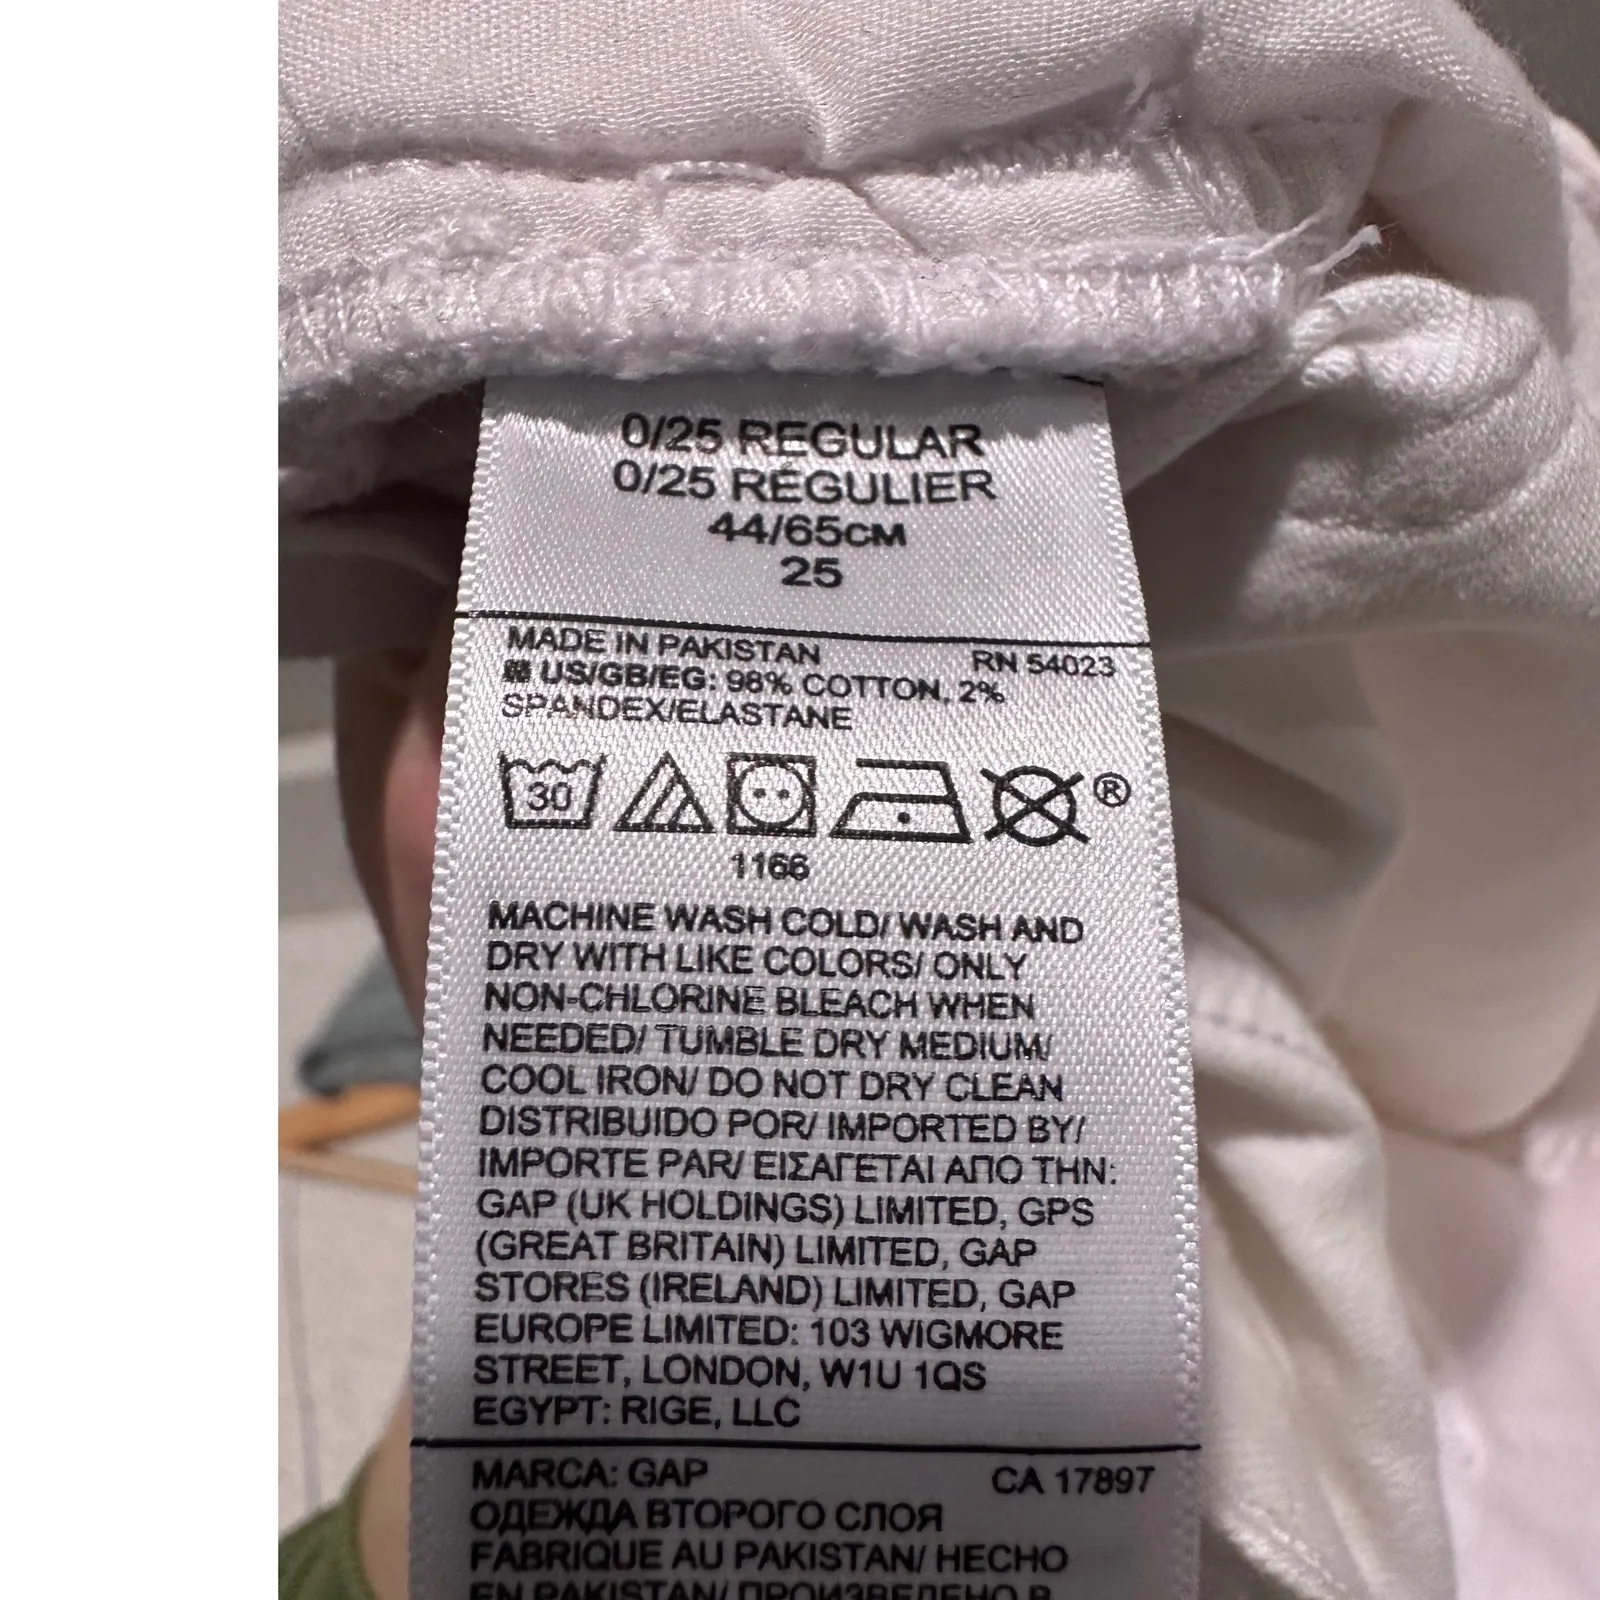 0/25 REGULAR
0/25 RÉGULIER
44/65CM
25
MADE IN PAKISTAN RN 54023
US/GB/EG: 98% COTTON, 2%
SPANDEX/ELASTANE
30
®
1166
MACHINE WASH COLD/ WASH AND
DRY WITH LIKE COLORS/ ONLY
NON-CHLORINE BLEACH WHEN
NEEDED/ TUMBLE DRY MEDIUM/
COOL IRON/ DO NOT DRY CLEAN
DISTRIBUIDO POR/ IMPORTED BY/
IMPORTE PAR/ ΕΙΣΑΓΕΤΑΙ ΑΠΟ ΤΗΝ:
GAP (UK HOLDINGS) LIMITED, GPS
(GREAT BRITAIN) LIMITED, GAP
STORES (IRELAND) LIMITED, GAP
EUROPE LIMITED: 103 WIGMORE
STREET, LONDON, W1U 1QS
EGYPT: RIGE, LLC
MARCA: GAP CA 17897
ОДЕЖДА ВТОРОГО СЛОЯ
FABRIQUE AU PAKISTAN/ HECHO
EN PAKISTAN/ ПРОИЗВЕДЕНО В